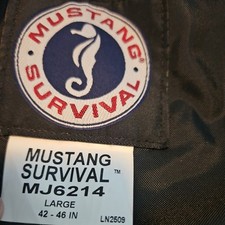 MUSTANG
SURVIVAL
®
MUSTANG
SURVIVAL™
MJ6214
LARGE
42 - 46 IN
LN2509